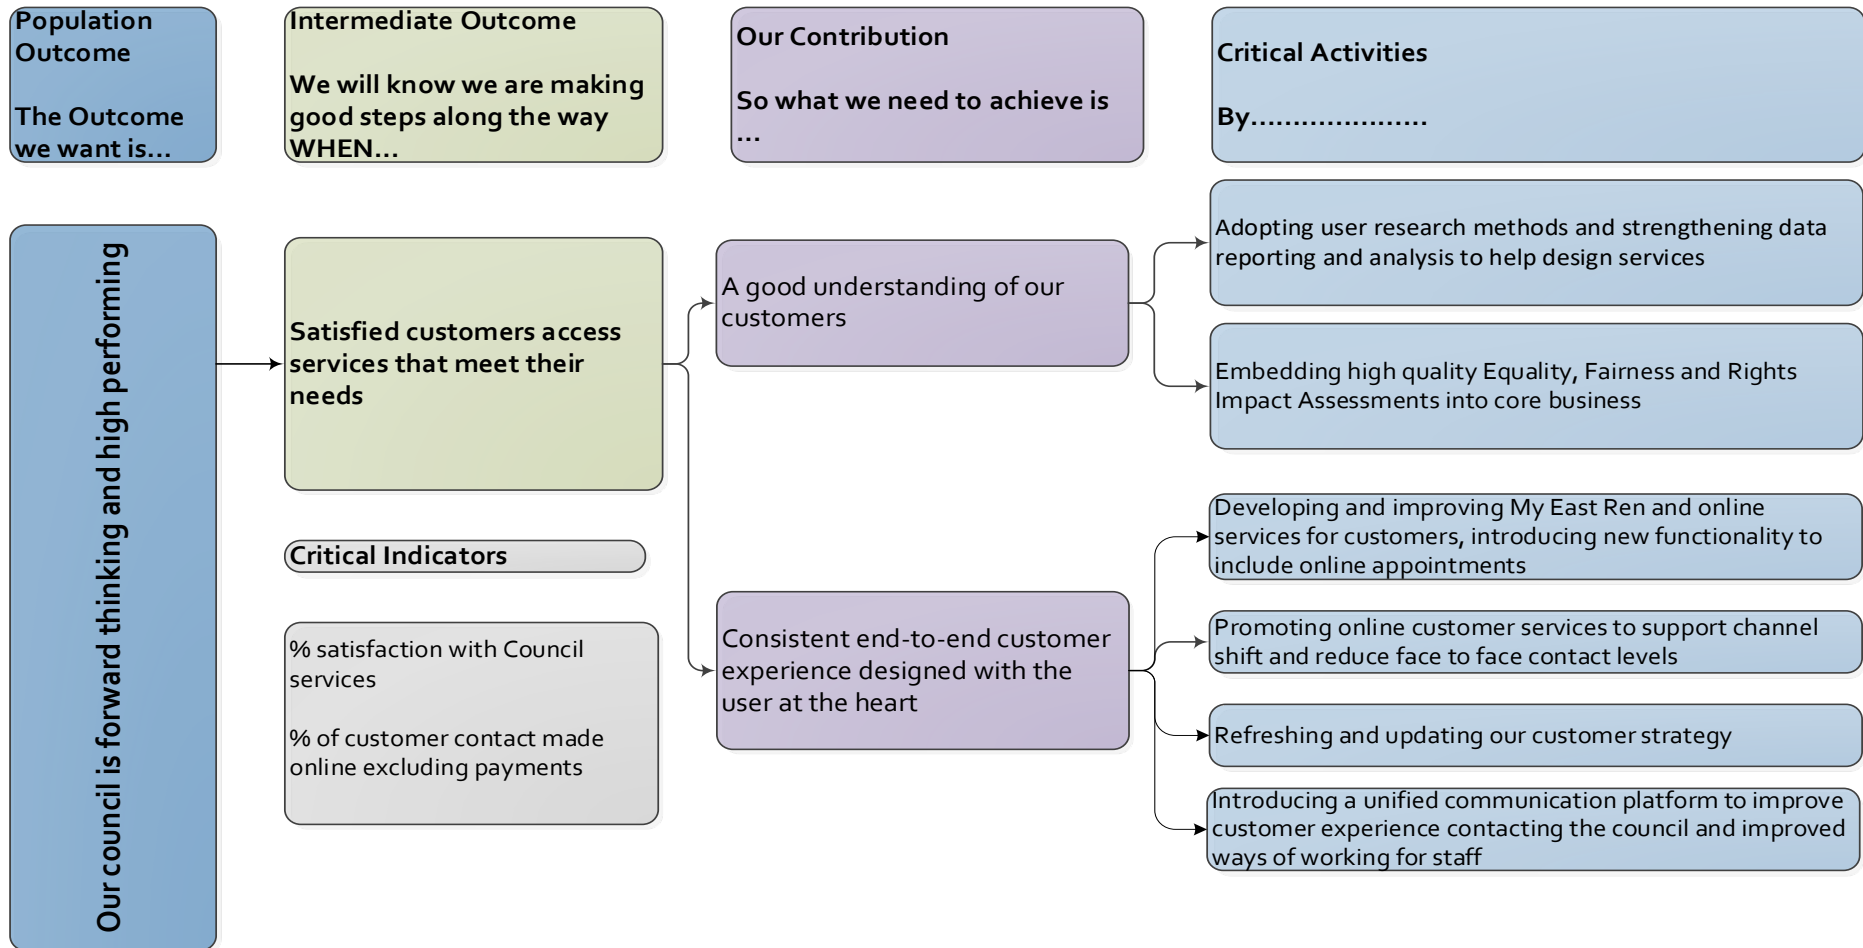 Population
Outcome
The Outcome
we want is...
Intermediate Outcome
We will know we are making
good steps along the way
WHEN...
Our Contribution
So what we need to achieve is
...
Critical Activities
By.....................
Our council is forward thinking and high performing
Satisfied customers access
services that meet their
needs
Critical Indicators
% satisfaction with Council
services
% of customer contact made
online excluding payments
A good understanding of our
customers
Consistent end-to-end customer
experience designed with the
user at the heart
Adopting user research methods and strengthening data
reporting and analysis to help design services
Embedding high quality Equality, Fairness and Rights
Impact Assessments into core business
Developing and improving My East Ren and online
services for customers, introducing new functionality to
include online appointments
Promoting online customer services to support channel
shift and reduce face to face contact levels
Refreshing and updating our customer strategy
Introducing a unified communication platform to improve
customer experience contacting the council and improved
ways of working for staff